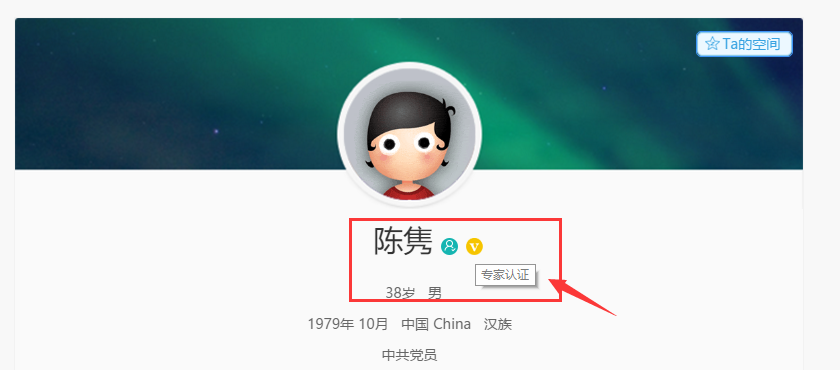 Ta的空间
陈隽
专家认证
38岁 男
1979年 10月 中国 China 汉族
中共党员